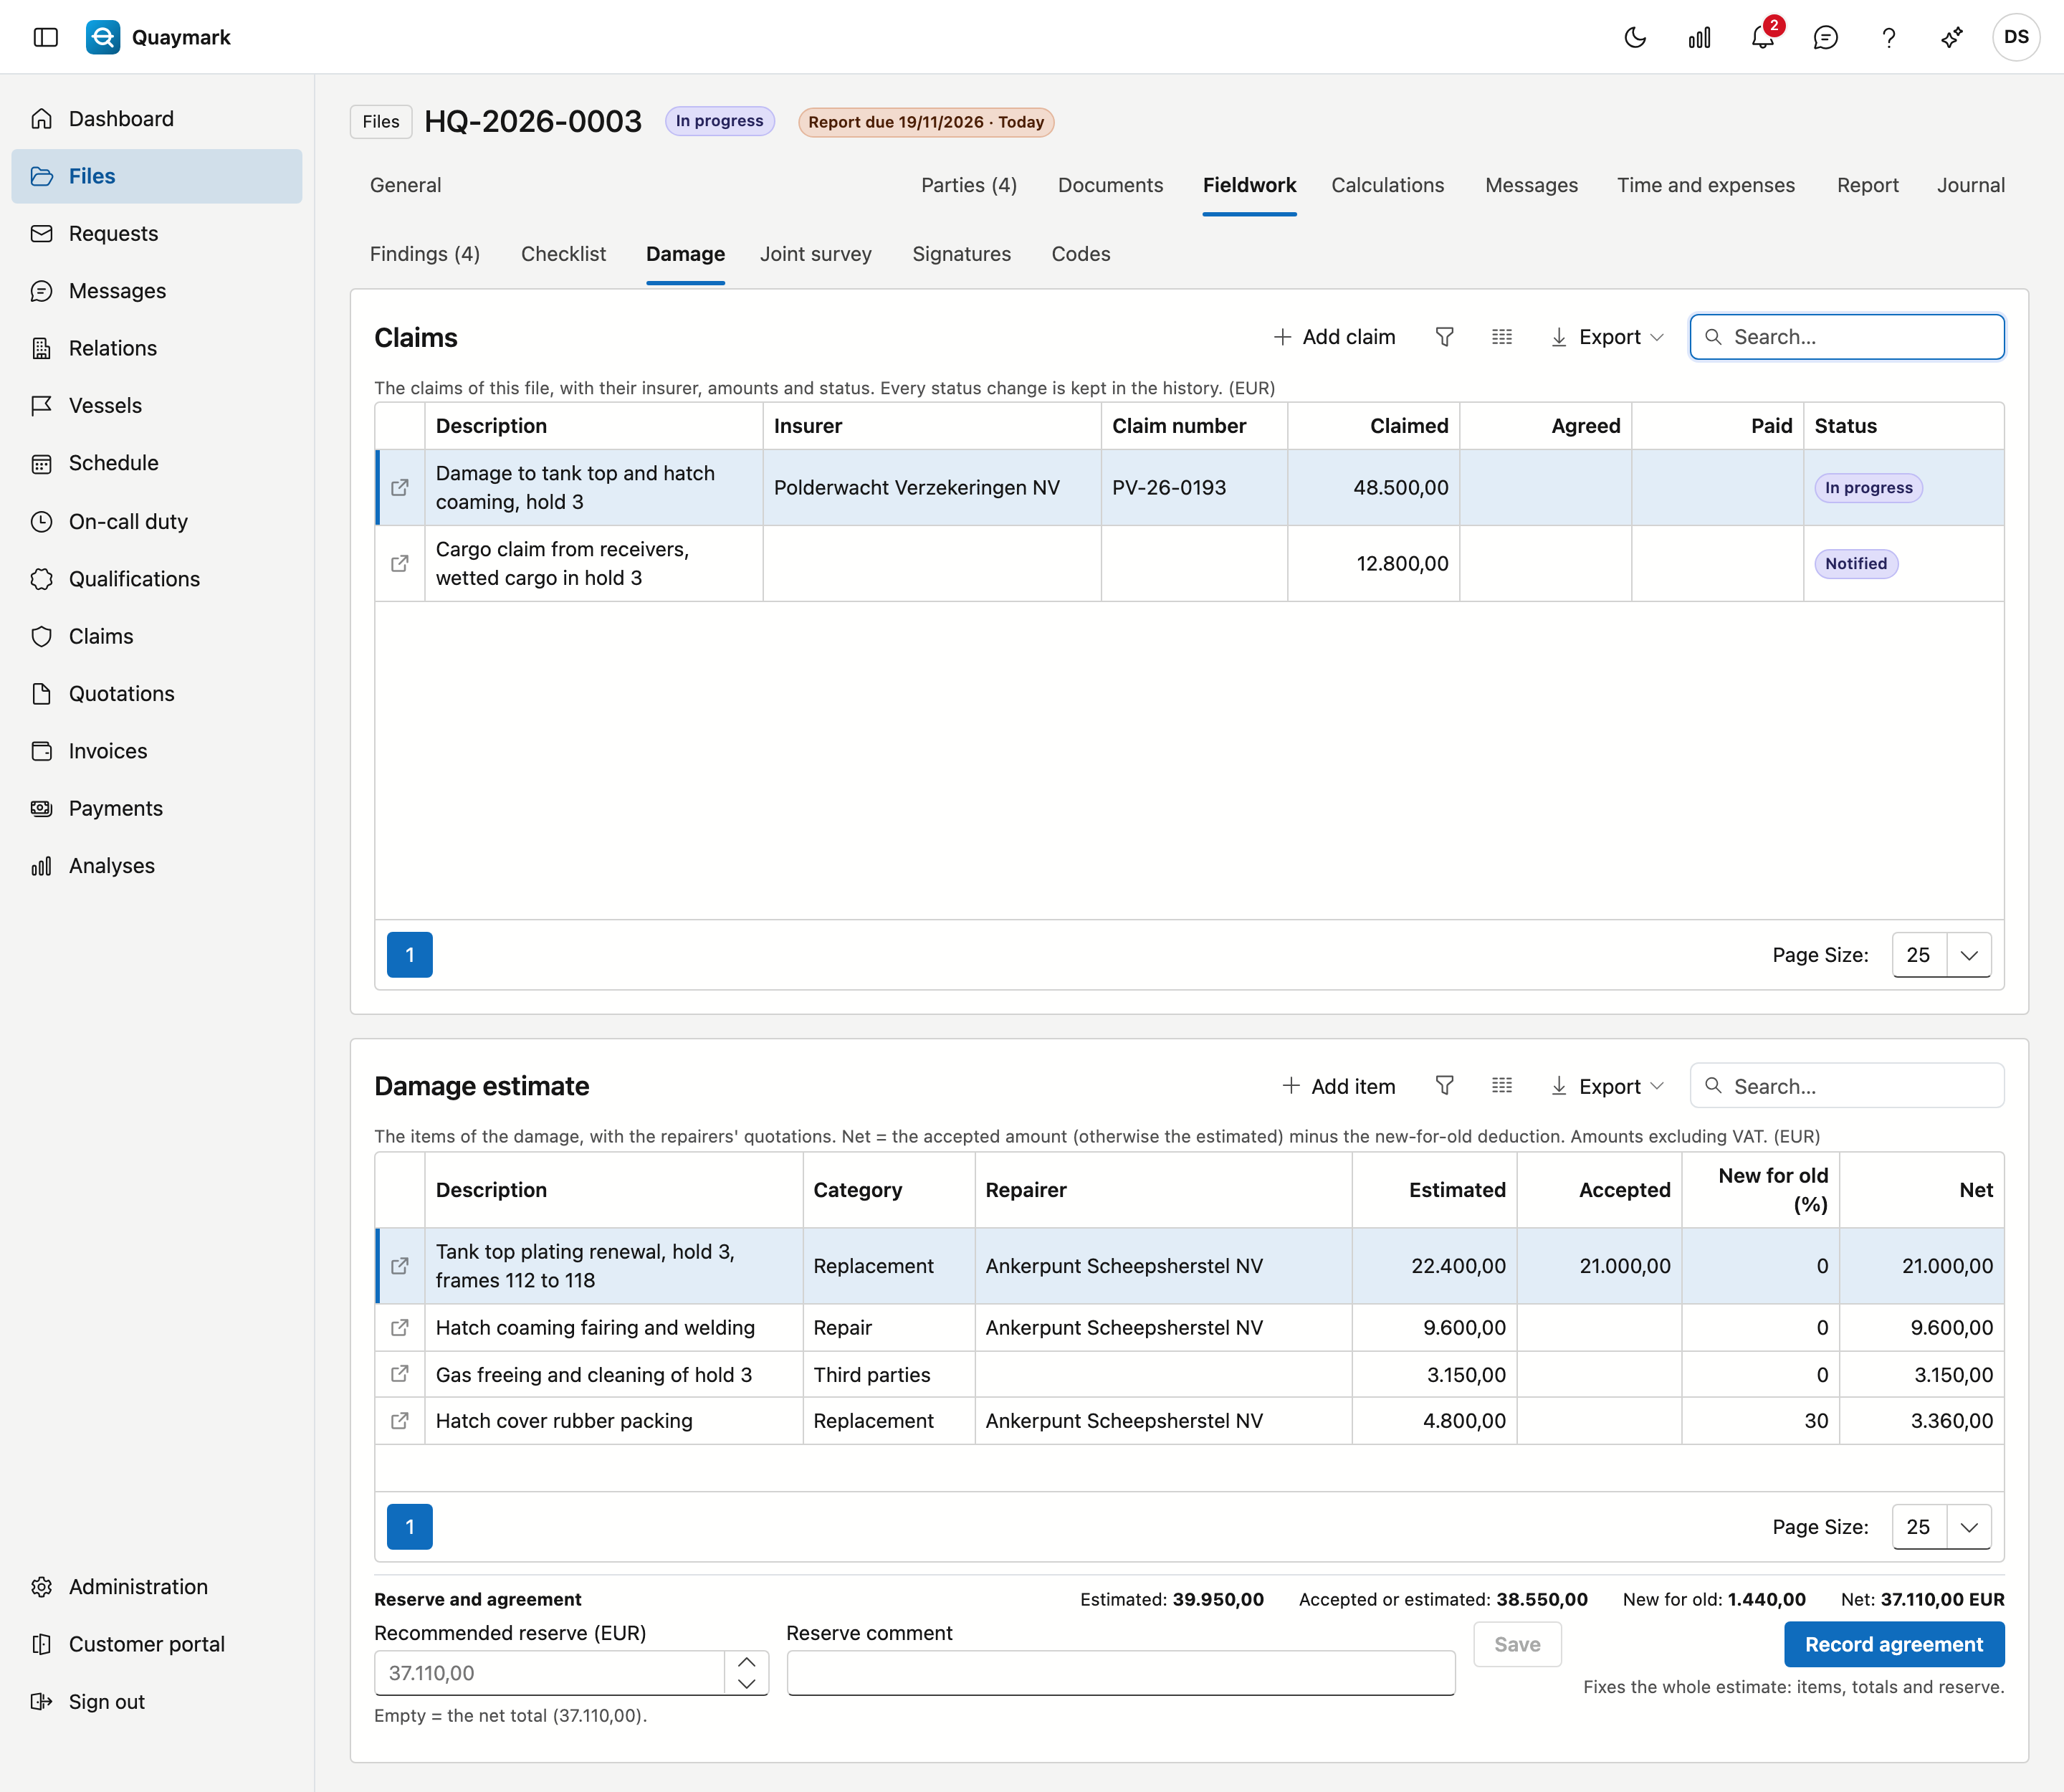 Quaymark
2
DS
Dashboard
Files
Requests
Messages
Relations
Vessels
Schedule
On-call duty
Qualifications
Claims
Quotations
Invoices
Payments
Analyses
Administration
Customer portal
Sign out
Files HQ-2026-0003 In progress Report due 19/11/2026 · Today
General Parties (4) Documents Fieldwork Calculations Messages Time and expenses Report Journal
Findings (4) Checklist Damage Joint survey Signatures Codes
Claims Add claim Export Search...
The claims of this file, with their insurer, amounts and status. Every status change is kept in the history. (EUR)
Description Insurer Claim number Claimed Agreed Paid Status
Damage to tank top and hatch
coaming, hold 3 Polderwacht Verzekeringen NV PV-26-0193 48.500,00 In progress
Cargo claim from receivers,
wetted cargo in hold 3 12.800,00 Notified
1 Page Size: 25
Damage estimate Add item Export Search...
The items of the damage, with the repairers' quotations. Net = the accepted amount (otherwise the estimated) minus the new-for-old deduction. Amounts excluding VAT. (EUR)
Description Category Repairer Estimated Accepted New for old
(%) Net
Tank top plating renewal, hold 3,
frames 112 to 118 Replacement Ankerpunt Scheepsherstel NV 22.400,00 21.000,00 0 21.000,00
Hatch coaming fairing and welding Repair Ankerpunt Scheepsherstel NV 9.600,00 0 9.600,00
Gas freeing and cleaning of hold 3 Third parties 3.150,00 0 3.150,00
Hatch cover rubber packing Replacement Ankerpunt Scheepsherstel NV 4.800,00 30 3.360,00
1 Page Size: 25
Reserve and agreement Estimated: 39.950,00 Accepted or estimated: 38.550,00 New for old: 1.440,00 Net: 37.110,00 EUR
Recommended reserve (EUR) Reserve comment
37.110,00 Save Record agreement
Fixes the whole estimate: items, totals and reserve.
Empty = the net total (37.110,00).